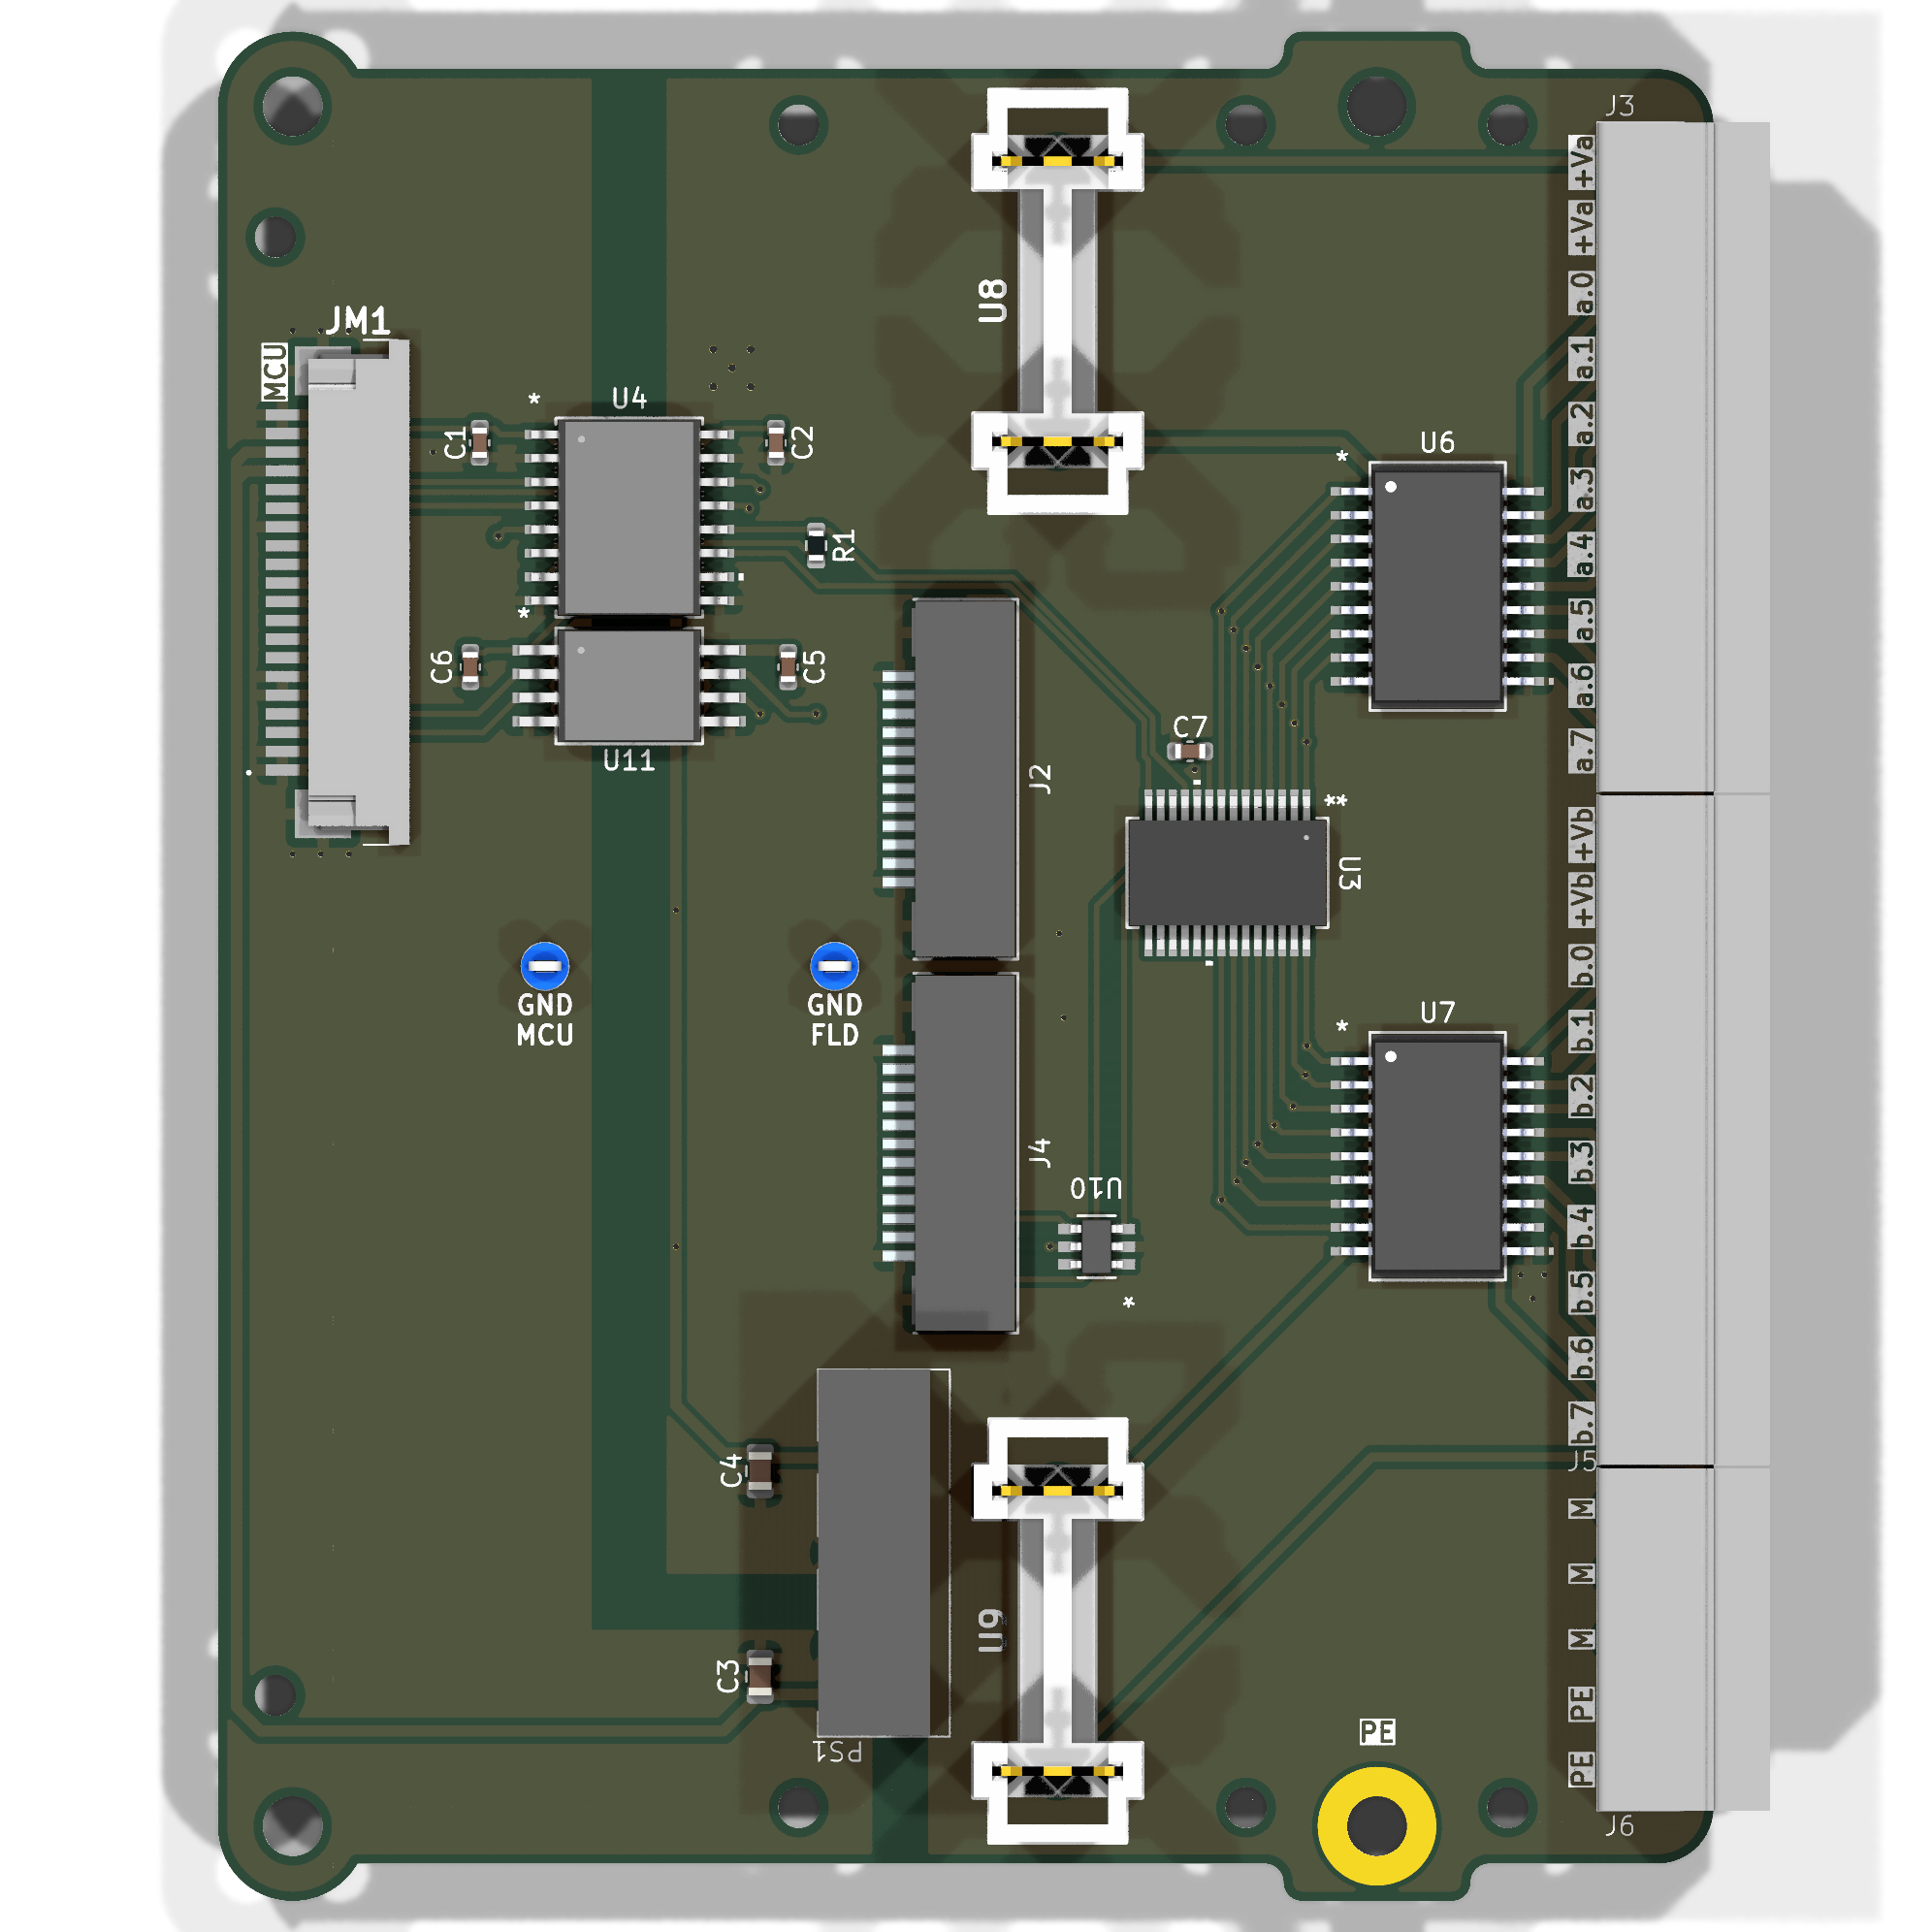 J3
+Va
+Va
a.0
a.1
a.2
a.3
a.4
a.5
a.6
a.7
+Vb
+Vb
b.0
b.1
b.2
b.3
b.4
b.5
b.6
b.7
J5
M
M
M
PE
PE
J6
U8
JM1
MCU
*
U4
C1
C2
R1
*
C6
C5
U11
*
U6
J2
C7
**
U3
GND
MCU
GND
FLD
*
U7
J4
U10
*
C4
C3
PS1
U9
PE